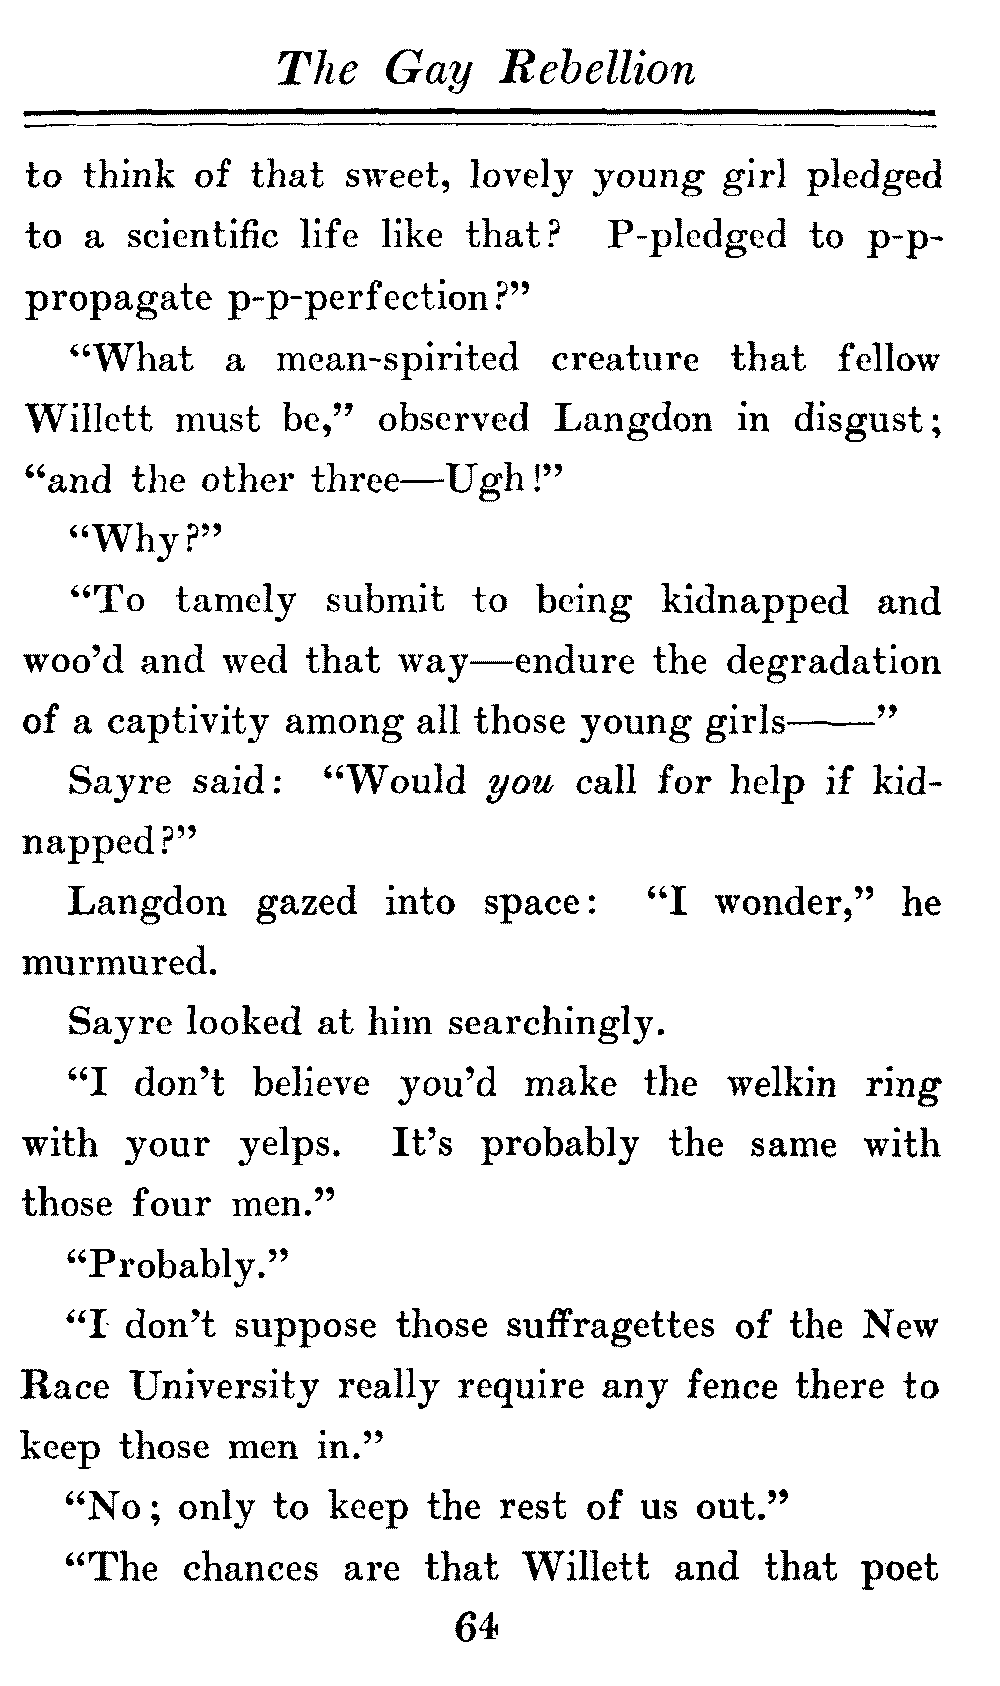 The Gay Rebellion
to think of that sweet, lovely young girl pledged
to a scientific life like that? P-pledged to p-p-
propagate p-p-perfection?”
“What a mean-spirited creature that fellow
Willett must be,” observed Langdon in disgust;
“and the other three—Ugh!”
“Why?”
“To tamely submit to being kidnapped and
woo’d and wed that way—endure the degradation
of a captivity among all those young girls——”
Sayre said: “Would you call for help if kid-
napped?”
Langdon gazed into space: “I wonder,” he
murmured.
Sayre looked at him searchingly.
“I don’t believe you’d make the welkin ring
with your yelps. It’s probably the same with
those four men.”
“Probably.”
“I don’t suppose those suffragettes of the New
Race University really require any fence there to
keep those men in.”
“No; only to keep the rest of us out.”
“The chances are that Willett and that poet
64